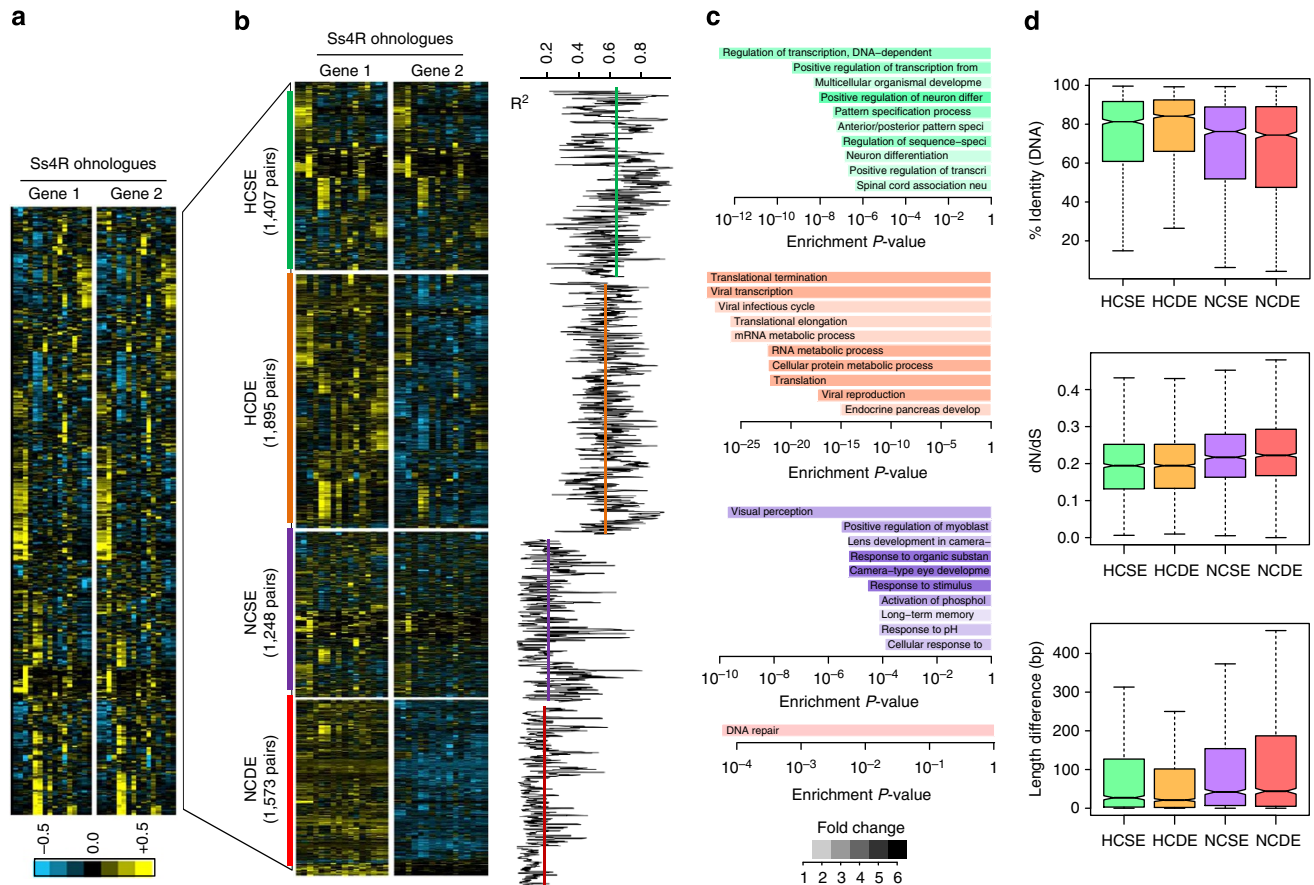 a
Ss4R ohnologues
Gene 1 Gene 2
−0.5 0.0 +0.5
b
Ss4R ohnologues
Gene 1 Gene 2
HCSE
(1,407 pairs)
HCDE
(1,895 pairs)
NCSE
(1,248 pairs)
NCDE
(1,573 pairs)
0.2 0.4 0.6 0.8
R²
c
Regulation of transcription, DNA−dependent
Positive regulation of transcription from
Multicellular organismal developme
Positive regulation of neuron differ
Pattern specification process
Anterior/posterior pattern speci
Regulation of sequence−speci
Neuron differentiation
Positive regulation of transcri
Spinal cord association neu
10⁻¹² 10⁻¹⁰ 10⁻⁸ 10⁻⁶ 10⁻⁴ 10⁻² 1
Enrichment P-value
Translational termination
Viral transcription
Viral infectious cycle
Translational elongation
mRNA metabolic process
RNA metabolic process
Cellular protein metabolic process
Translation
Viral reproduction
Endocrine pancreas develop
10⁻²⁵ 10⁻²⁰ 10⁻¹⁵ 10⁻¹⁰ 10⁻⁵ 1
Enrichment P-value
Visual perception
Positive regulation of myoblast
Lens development in camera−
Response to organic substan
Camera−type eye developme
Response to stimulus
Activation of phosphol
Long−term memory
Response to pH
Cellular response to
10⁻¹⁰ 10⁻⁸ 10⁻⁶ 10⁻⁴ 10⁻² 1
Enrichment P-value
DNA repair
10⁻⁴ 10⁻³ 10⁻² 10⁻¹ 1
Enrichment P-value
Fold change
1 2 3 4 5 6
d
% Identity (DNA)
100
80
60
40
20
HCSE HCDE NCSE NCDE
dN/dS
0.4
0.3
0.2
0.1
0.0
HCSE HCDE NCSE NCDE
Length difference (bp)
400
300
200
100
0
HCSE HCDE NCSE NCDE